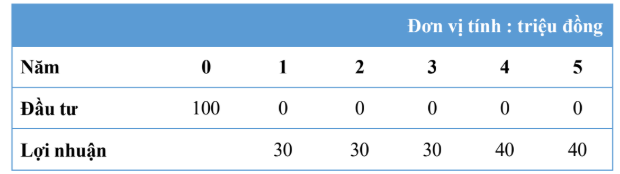 Đơn vị tính : triệu đồng
Năm 0 1 2 3 4 5
Đầu tư 100 0 0 0 0 0
Lợi nhuận 30 30 30 40 40